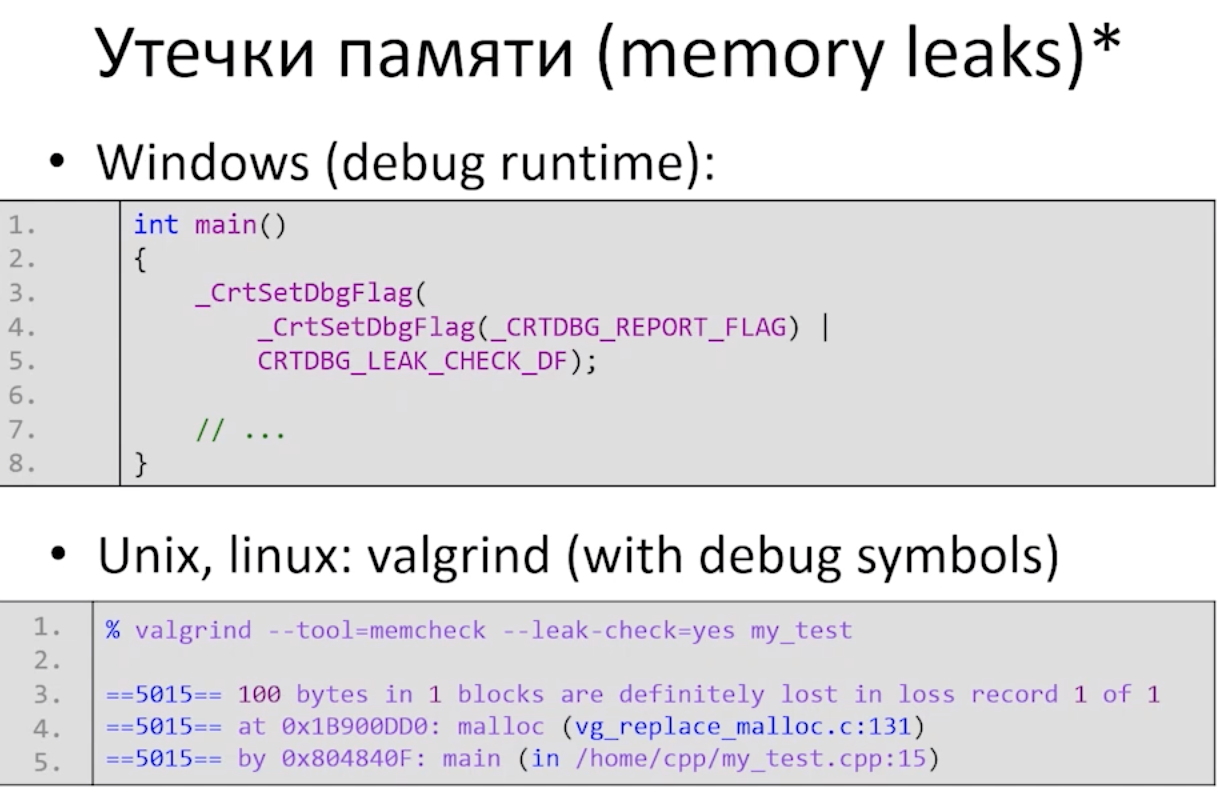 Утечки памяти (memory leaks)*
• Windows (debug runtime):
1. int main()
2. {
3. _CrtSetDbgFlag(
4. _CrtSetDbgFlag(_CRTDBG_REPORT_FLAG) |
5. CRTDBG_LEAK_CHECK_DF);
6.
7. // ...
8. }
• Unix, linux: valgrind (with debug symbols)
1. % valgrind --tool=memcheck --leak-check=yes my_test
2.
3. ==5015== 100 bytes in 1 blocks are definitely lost in loss record 1 of 1
4. ==5015== at 0x1B900DD0: malloc (vg_replace_malloc.c:131)
5. ==5015== by 0x804840F: main (in /home/cpp/my_test.cpp:15)